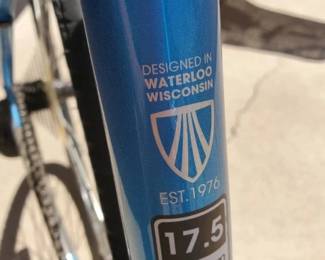 DESIGNED IN
WATERLOO
WISCONSIN
EST. 1976
17.5